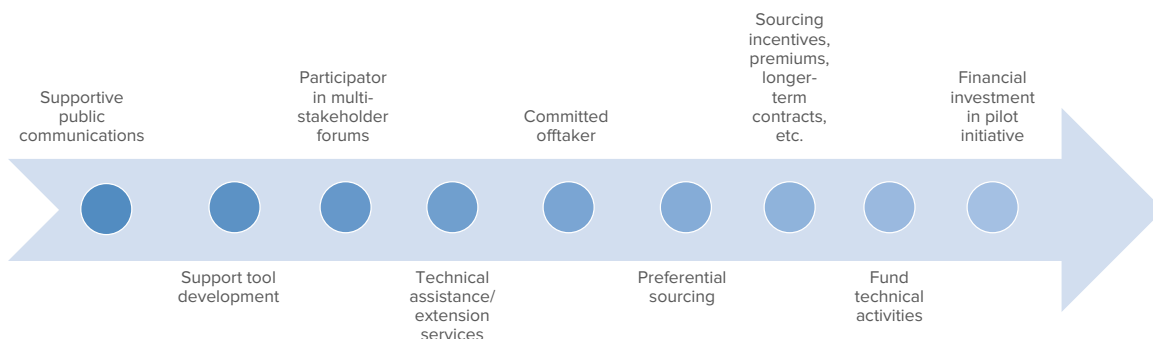 Supportive
public
communications
Support tool
development
Participator
in multi-
stakeholder
forums
Technical
assistance/
extension
services
Committed
offtaker
Preferential
sourcing
Sourcing
incentives,
premiums,
longer-
term
contracts,
etc.
Fund
technical
activities
Financial
investment
in pilot
initiative